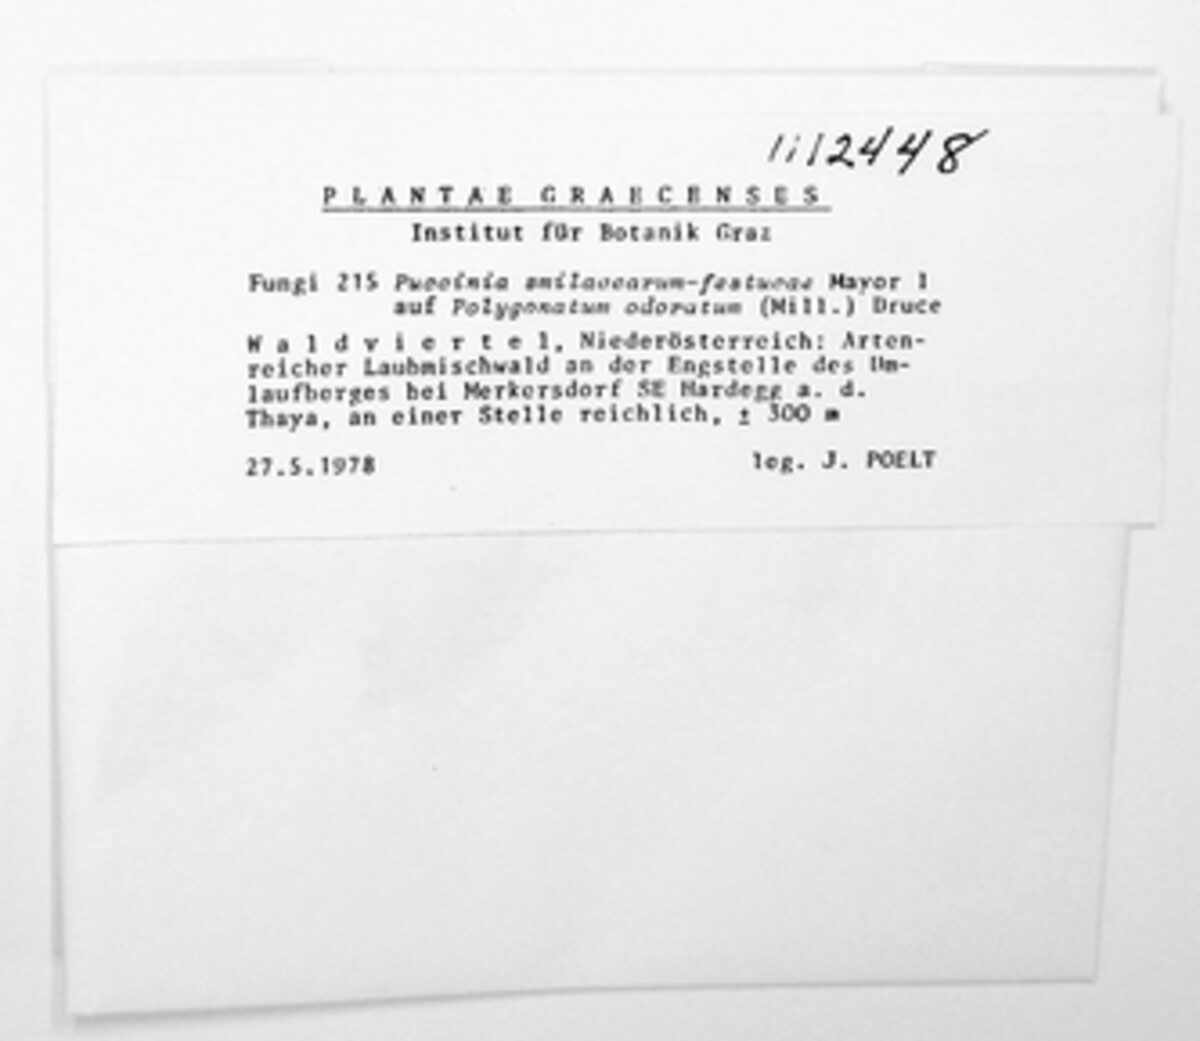 1112448
PLANTAE GRAECENSES
Institut für Botanik Graz
Fungi 215 Puccinia smilacearum-festucae Mayor I
auf Polygonatum odoratum (Mill.) Druce
Waldviertel, Niederösterreich: Arten-
reicher Laubmischwald an der Engstelle des Um-
laufberges bei Merkersdorf SE Hardegg a. d.
Thaya, an einer Stelle reichlich, ± 300 m
27.5.1978 leg. J. POELT